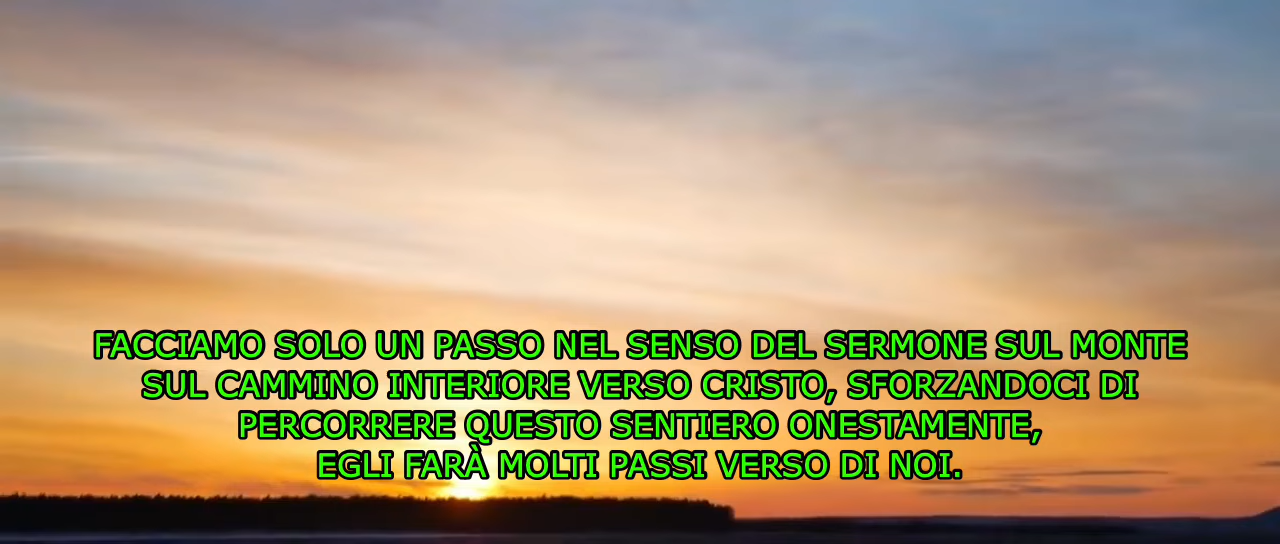 FACCIAMO SOLO UN PASSO NEL SENSO DEL SERMONE SUL MONTE
SUL CAMMINO INTERIORE VERSO CRISTO, SFORZANDOCI DI
PERCORRERE QUESTO SENTIERO ONESTAMENTE,
EGLI FARÀ MOLTI PASSI VERSO DI NOI.